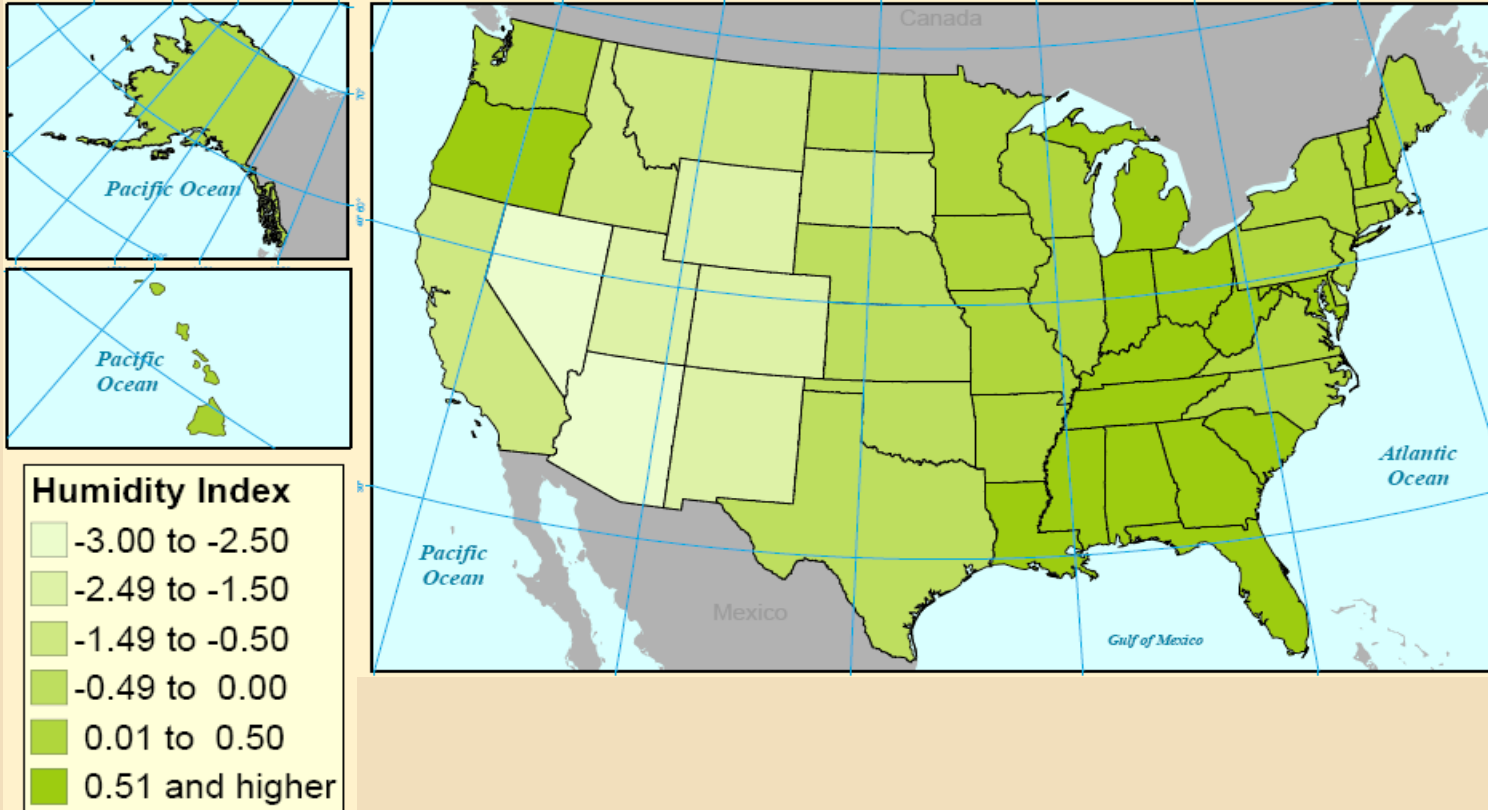 Canada
Pacific Ocean
Pacific
Ocean
Humidity Index
-3.00 to -2.50
-2.49 to -1.50
-1.49 to -0.50
-0.49 to 0.00
0.01 to 0.50
0.51 and higher
Pacific
Ocean
Mexico
Gulf of Mexico
Atlantic
Ocean